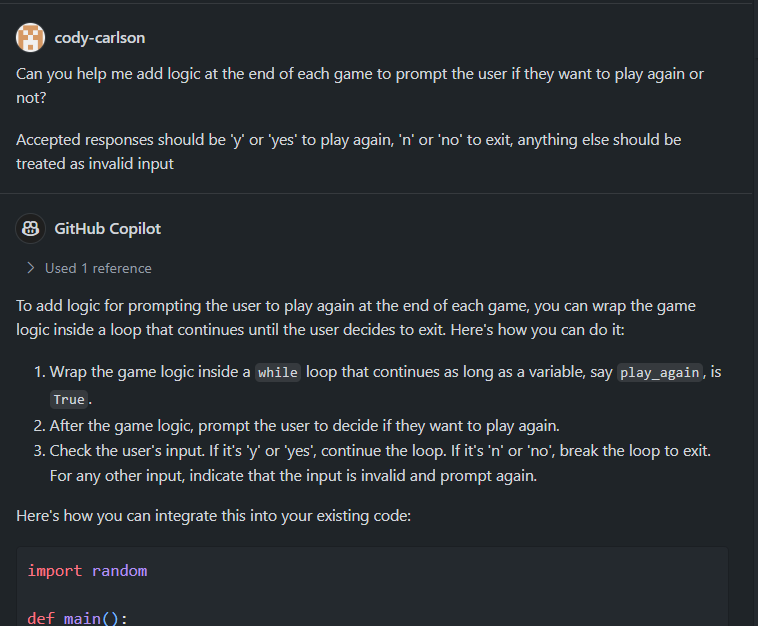 cody-carlson
Can you help me add logic at the end of each game to prompt the user if they want to play again or
not?
Accepted responses should be 'y' or 'yes' to play again, 'n' or 'no' to exit, anything else should be
treated as invalid input
GitHub Copilot
Used 1 reference
To add logic for prompting the user to play again at the end of each game, you can wrap the game
logic inside a loop that continues until the user decides to exit. Here's how you can do it:
1. Wrap the game logic inside a while loop that continues as long as a variable, say play_again, is
True.
2. After the game logic, prompt the user to decide if they want to play again.
3. Check the user's input. If it's 'y' or 'yes', continue the loop. If it's 'n' or 'no', break the loop to exit.
For any other input, indicate that the input is invalid and prompt again.
Here's how you can integrate this into your existing code:
import random
def main():